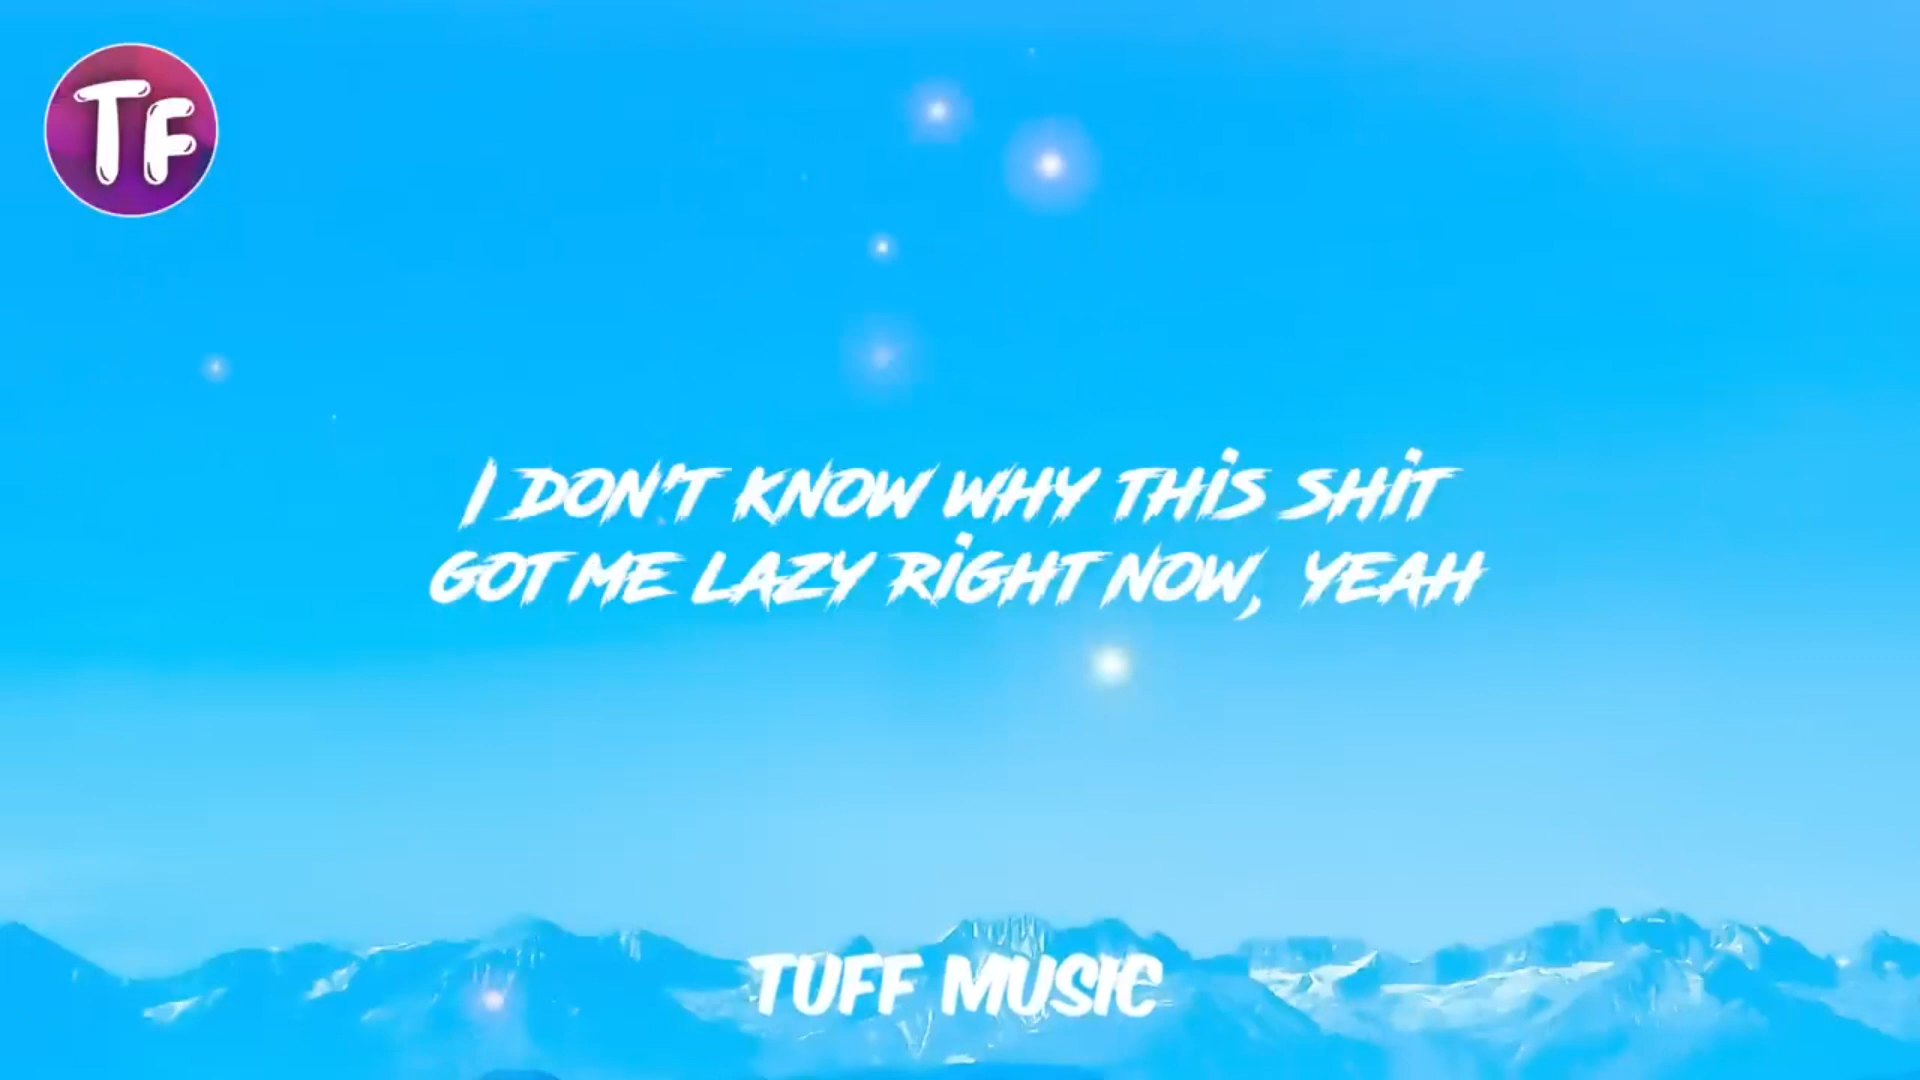 TF
I DON'T KNOW WHY THIS SHIT
GOT ME LAZY RIGHT NOW, YEAH
TUFF MUSIC